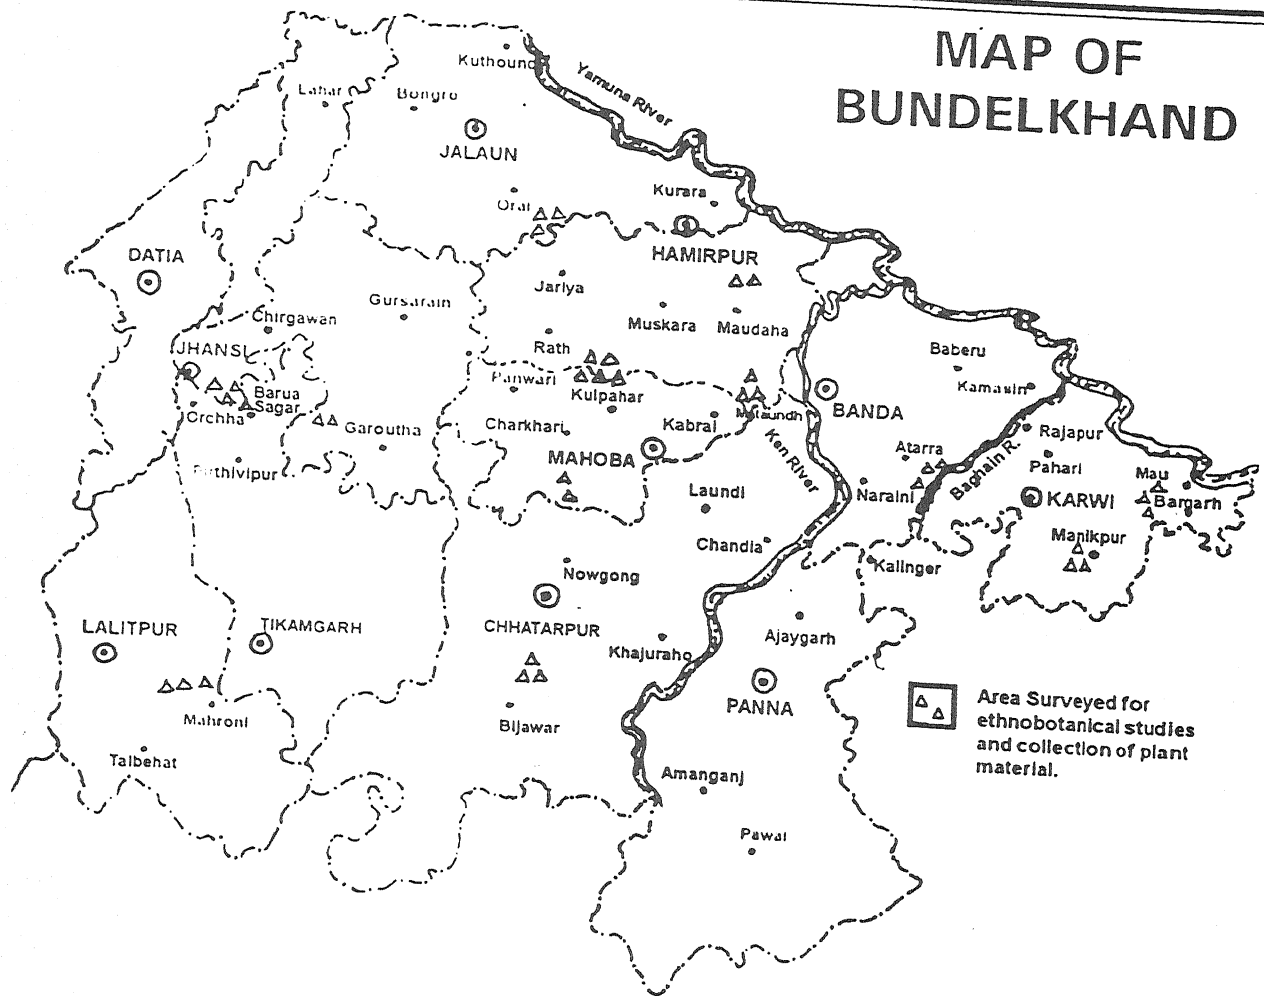 MAP OF
BUNDELKHAND
Kuthound
Yamuna River
Lahar
Bongro
JALAUN
Kurara
Orai
HAMIRPUR
DATIA
Jariya
Gursarain
Chirgawan
Muskara
Maudaha
JHANSI
Rath
Baberu
Panwari
Kulpahar
Kamasin
Barua
Sagar
Orchha
Mataundh
BANDA
Garoutha
Charkhari
Kabrai
Ken River
Atarra
Rajapur
MAHOBA
Baghain R.
Pahari
Prithivipur
Mau
Laundi
Naraini
KARWI
Bargarh
Chandla
Manikpur
Kalinger
Nowgong
LALITPUR
TIKAMGARH
CHHATARPUR
Ajaygarh
Khajuraho
PANNA
Area Surveyed for
ethnobotanical studies
and collection of plant
material.
Mahroni
Bijawar
Talbehat
Amanganj
Pawai